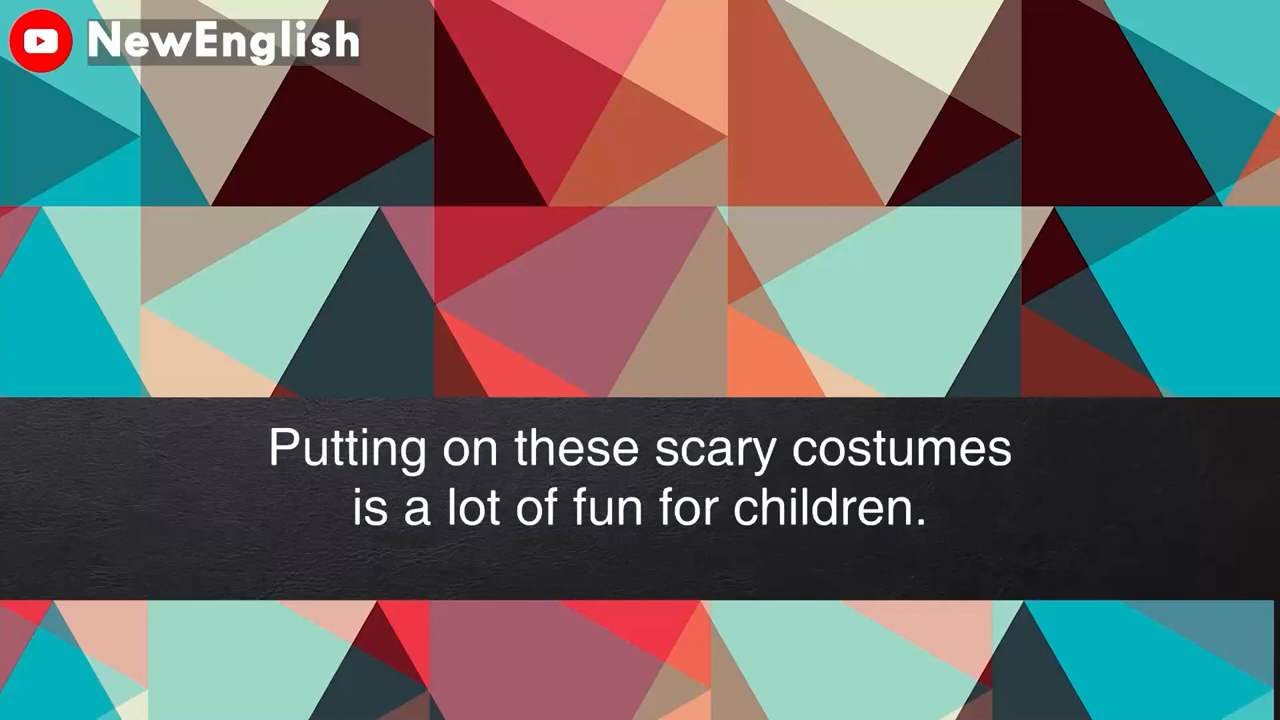 NewEnglish
Putting on these scary costumes
is a lot of fun for children.